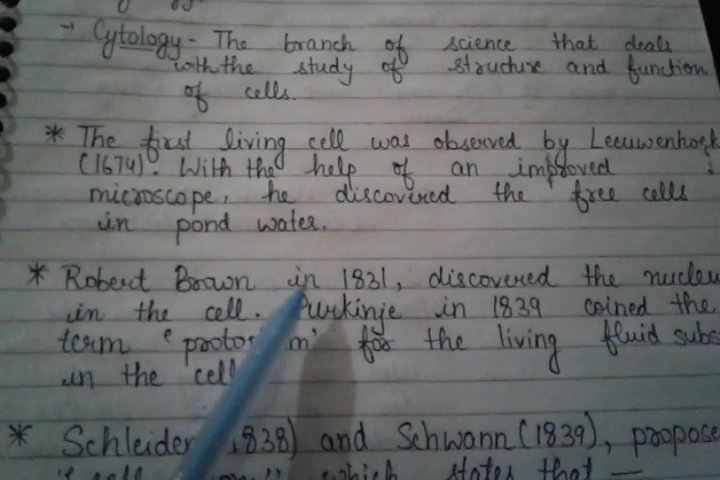 → Cytology - The branch of science that deals
with the study of structure and function
of cells.
* The first living cell was observed by Leeuwenhoek
(1674). With the help of an improved
microscope, he discovered the free cells
in pond water.
* Robert Brown in 1831, discovered the nucleu
in the cell. Purkinje in 1839 coined the
term ' proto m' for the living fluid subs
in the cell
* Schleiden 1838) and Schwann (1839), propose
which states that —